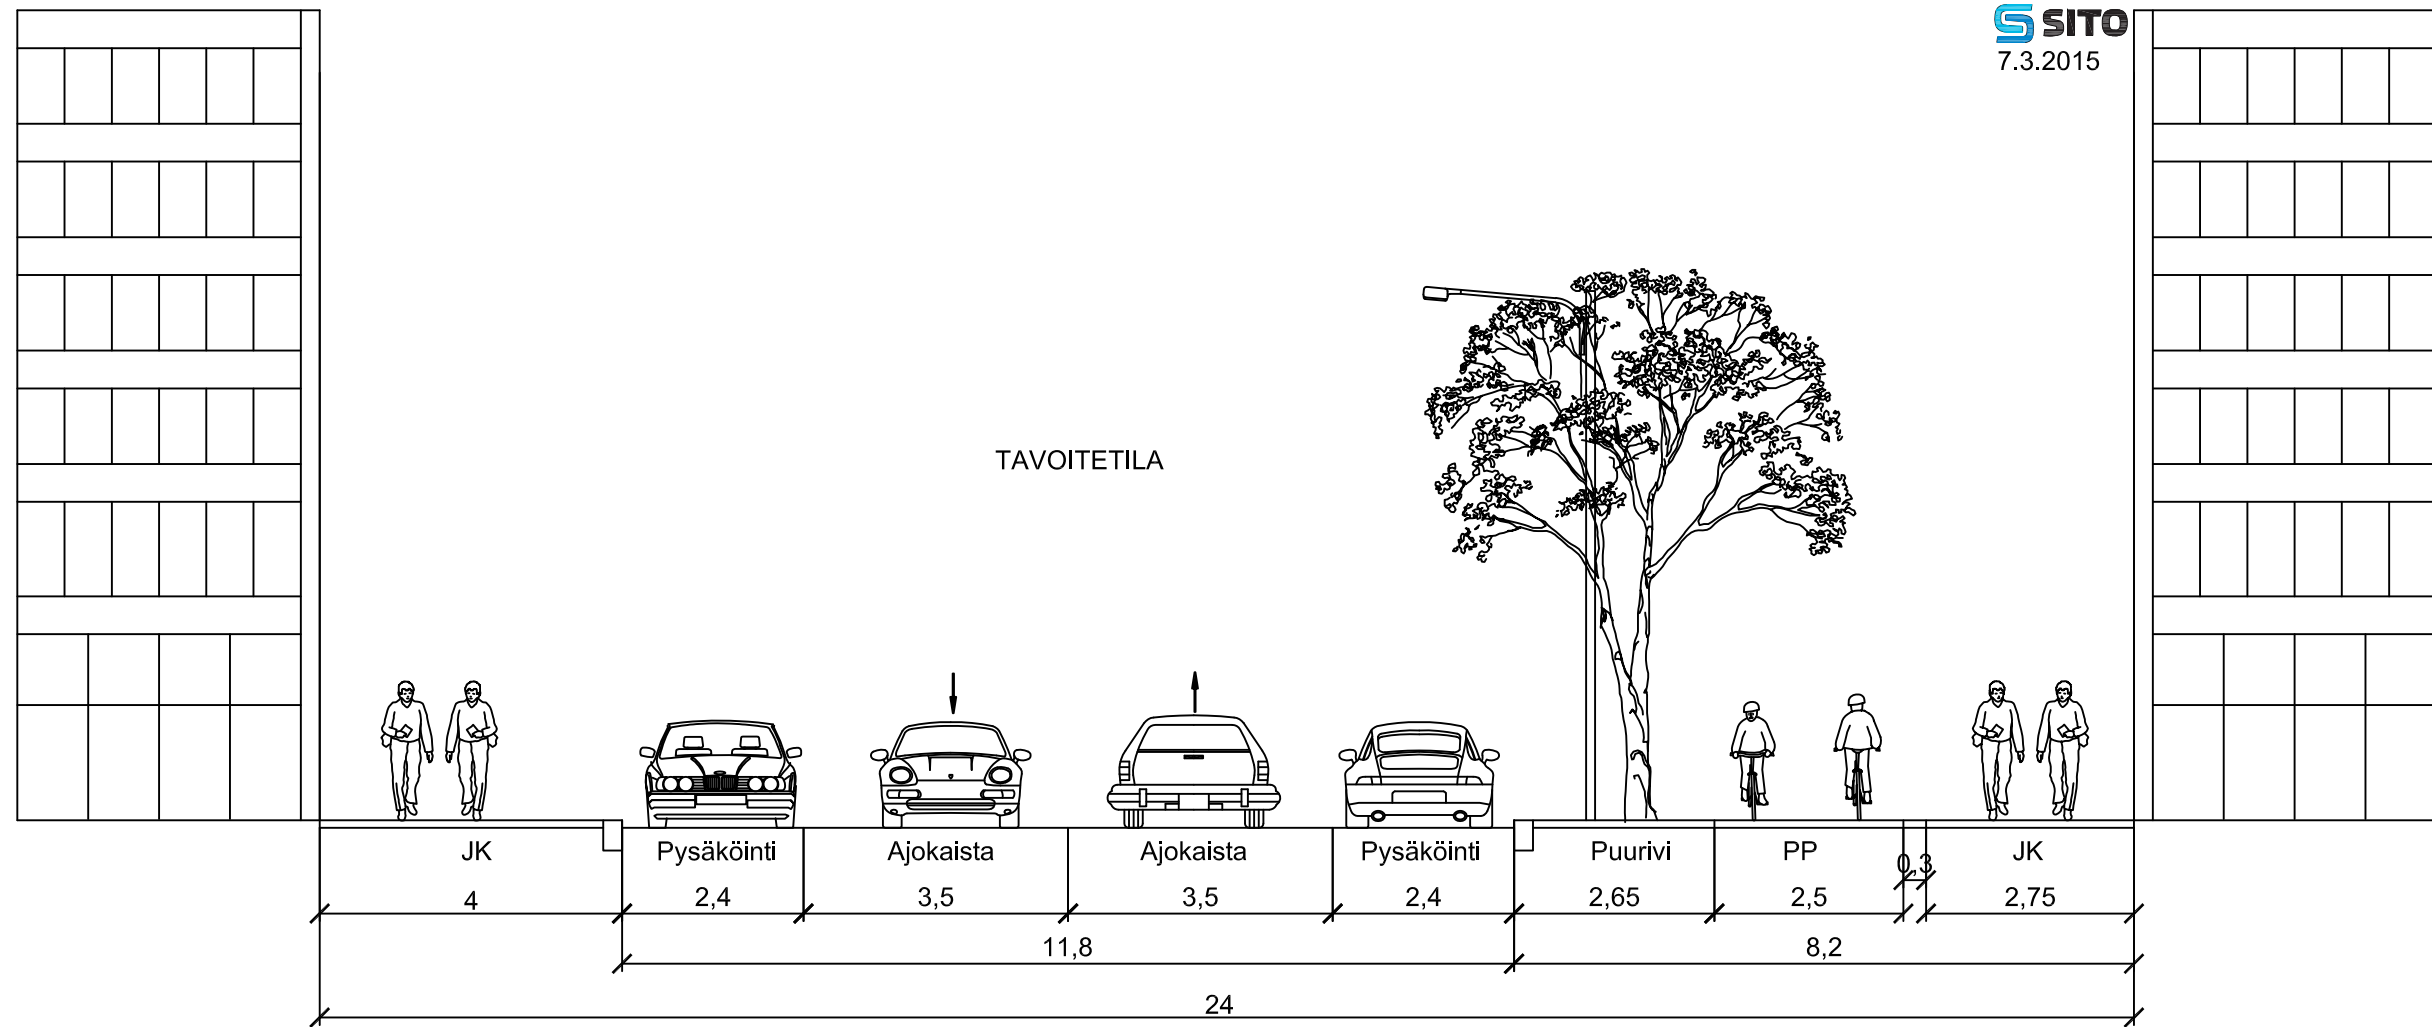 SITO
7.3.2015
TAVOITETILA
JK Pysäköinti Ajokaista Ajokaista Pysäköinti Puurivi PP 0,3 JK
4 2,4 3,5 3,5 2,4 2,65 2,5 2,75
11,8 8,2
24